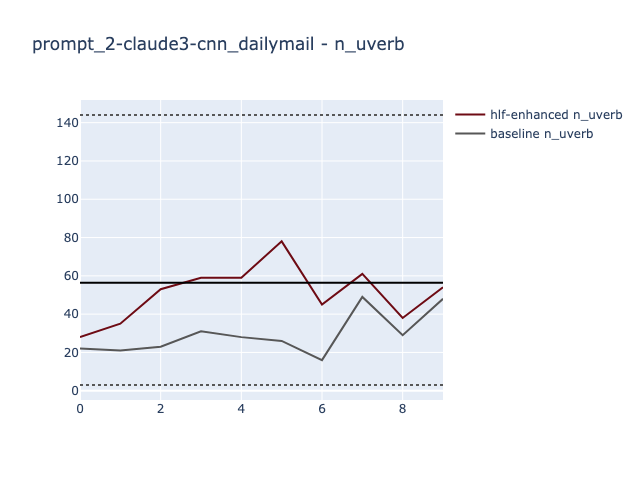 prompt_2-claude3-cnn_dailymail - n_uverb
hlf-enhanced n_uverb
baseline n_uverb
140
120
100
80
60
40
20
0
0 2 4 6 8